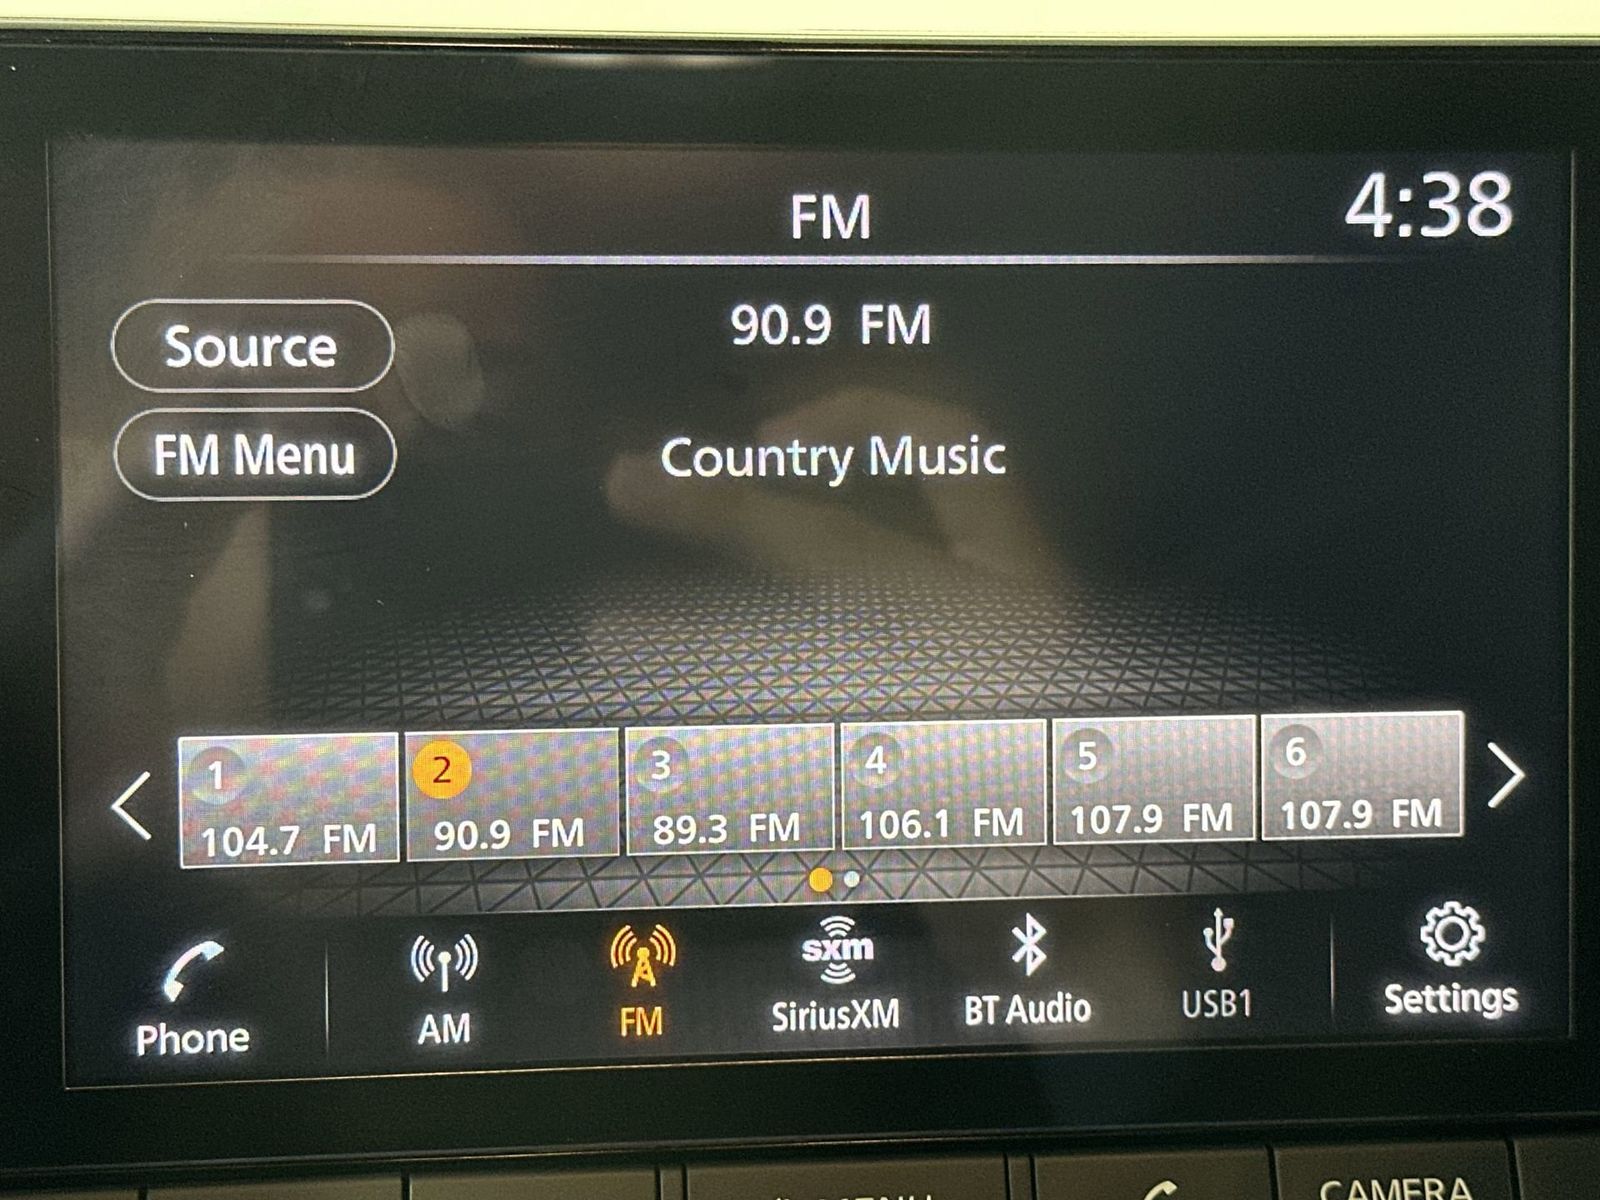 FM
4:38
Source
90.9 FM
FM Menu
Country Music
1
2
3
4
5
6
104.7 FM
90.9 FM
89.3 FM
106.1 FM
107.9 FM
107.9 FM
sxm
Phone
AM
FM
SiriusXM
BT Audio
USB1
Settings
CAMERA